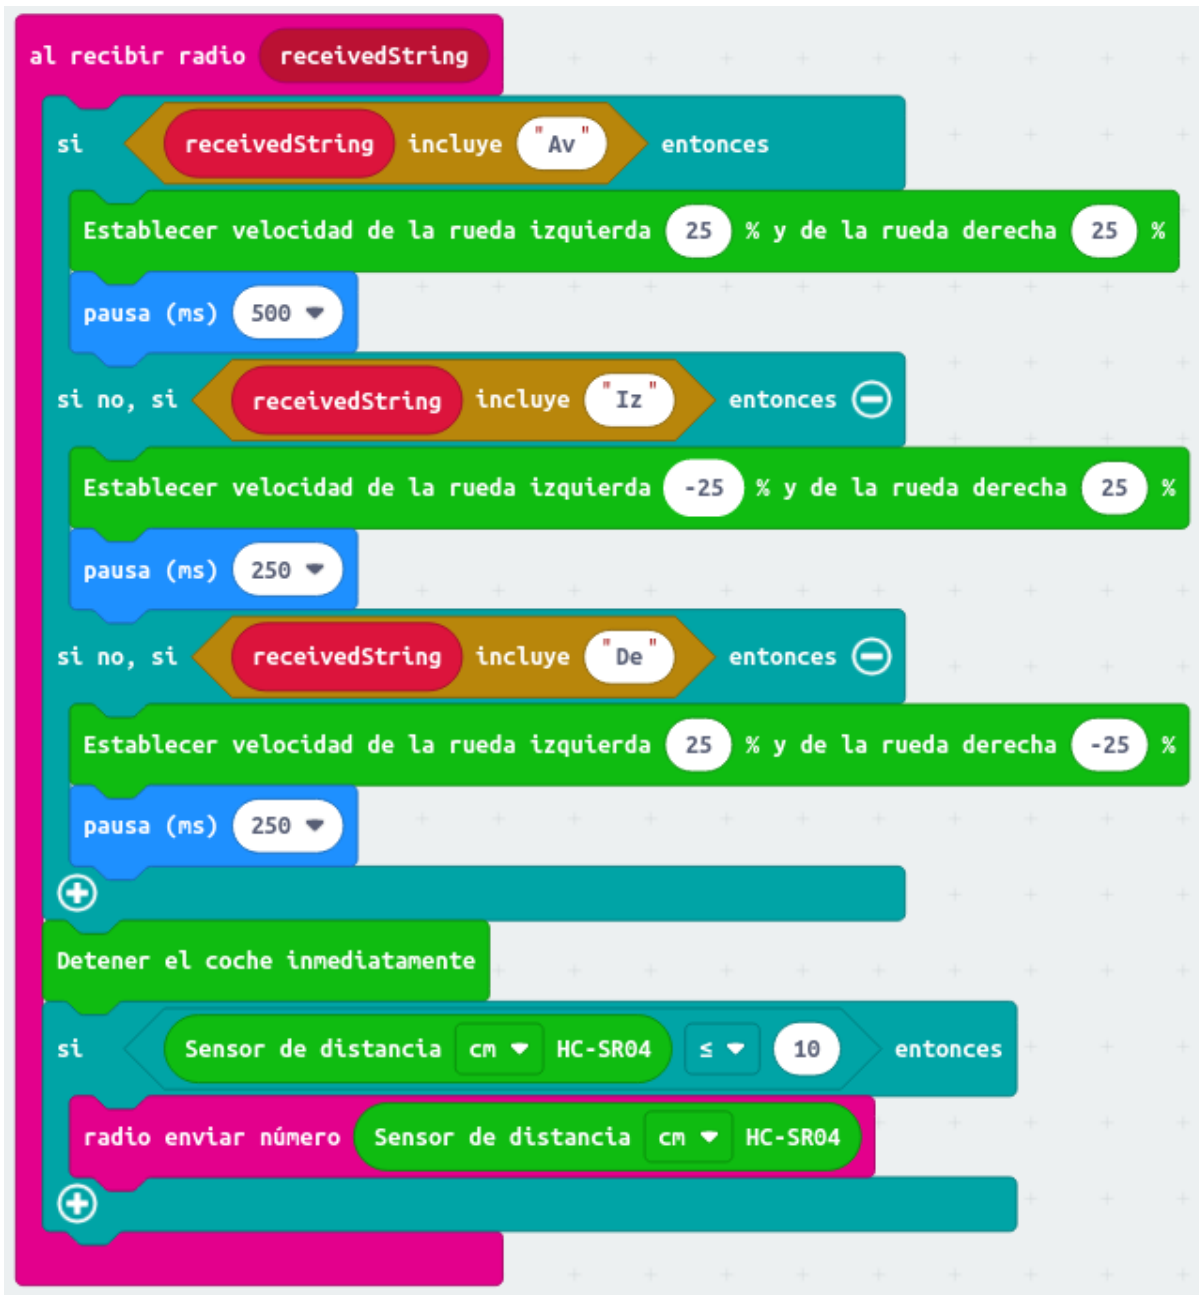 al recibir radio receivedString
si receivedString incluye "Av" entonces
Establecer velocidad de la rueda izquierda 25 % y de la rueda derecha 25 %
pausa (ms) 500
si no, si receivedString incluye "Iz" entonces
Establecer velocidad de la rueda izquierda -25 % y de la rueda derecha 25 %
pausa (ms) 250
si no, si receivedString incluye "De" entonces
Establecer velocidad de la rueda izquierda 25 % y de la rueda derecha -25 %
pausa (ms) 250
Detener el coche inmediatamente
si Sensor de distancia cm HC-SR04 ≤ 10 entonces
radio enviar número Sensor de distancia cm HC-SR04